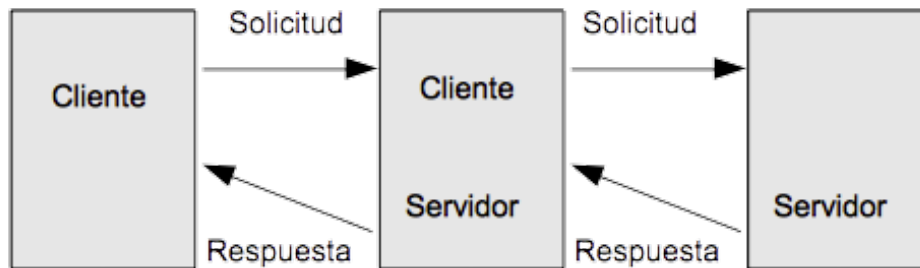 Solicitud
Solicitud
Cliente
Cliente
Servidor
Servidor
Respuesta
Respuesta